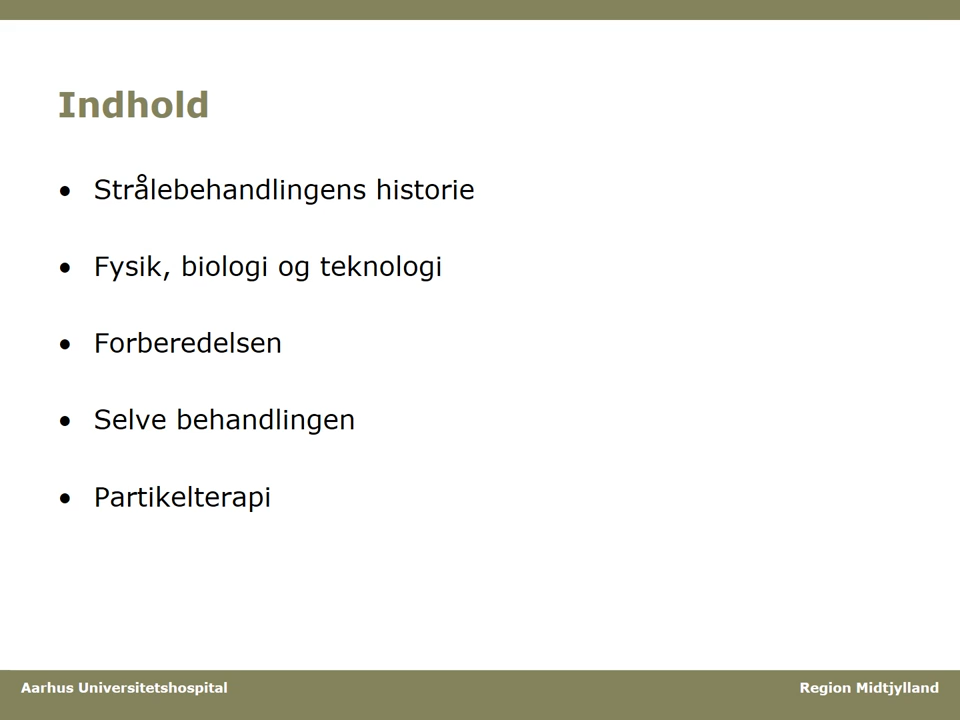 Indhold
• Strålebehandlingens historie
• Fysik, biologi og teknologi
• Forberedelsen
• Selve behandlingen
• Partikelterapi
Aarhus Universitetshospital
Region Midtjylland